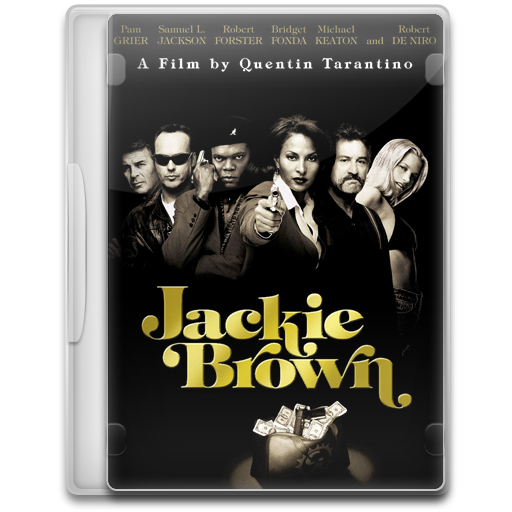 Pam Samuel L. Robert Bridget Michael Robert
GRIER JACKSON FORSTER FONDA KEATON and DE NIRO
A Film by Quentin Tarantino
Jackie
Brown